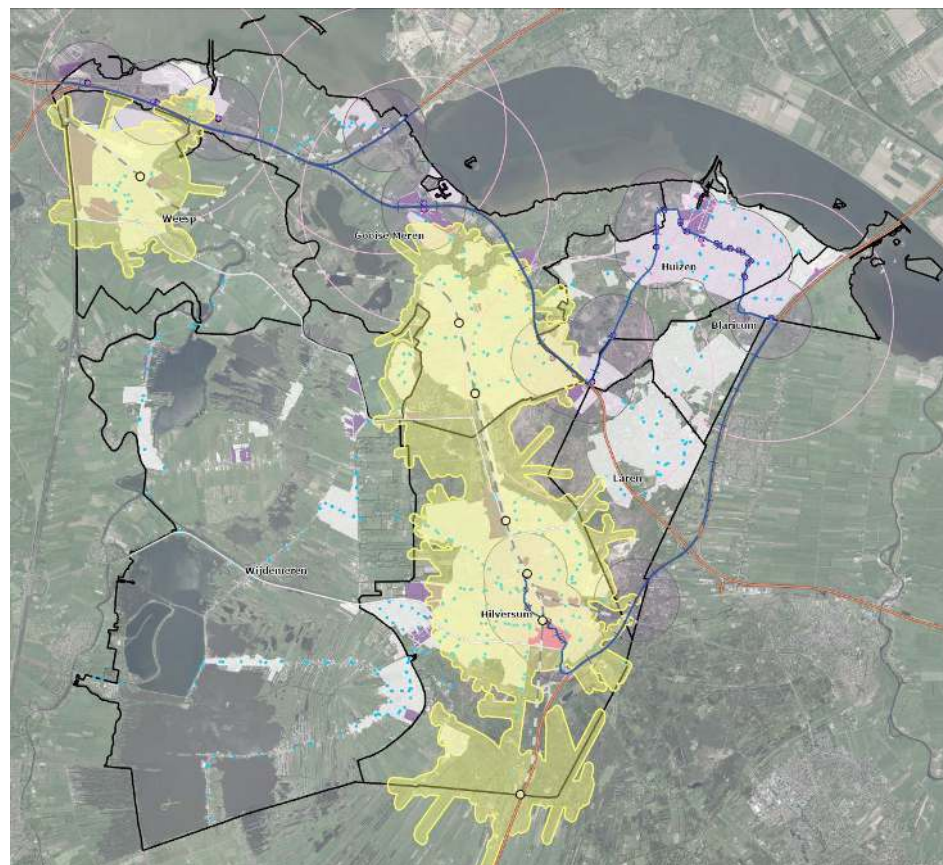 Weesp
Gooise Meren
Huizen
Blaricum
Laren
Wijdemeren
Hilversum